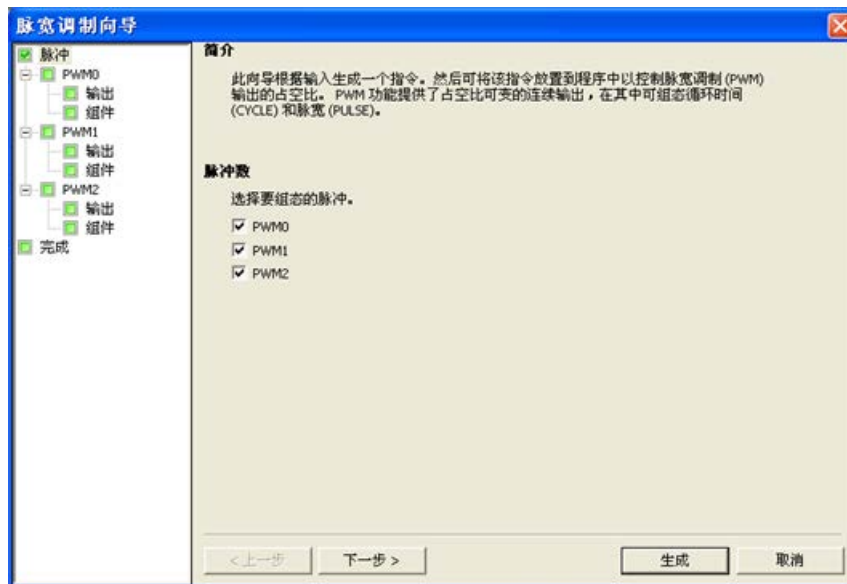 脉宽调制向导
脉冲
PWM0
输出
组件
PWM1
输出
组件
PWM2
输出
组件
完成
简介
此向导根据输入生成一个指令。然后可将该指令放置到程序中以控制脉宽调制 (PWM)
输出的占空比。 PWM 功能提供了占空比可变的连续输出，在其中可组态循环时间
(CYCLE) 和脉宽 (PULSE)。
脉冲数
选择要组态的脉冲。
PWM0
PWM1
PWM2
<上一步
下一步 >
生成
取消